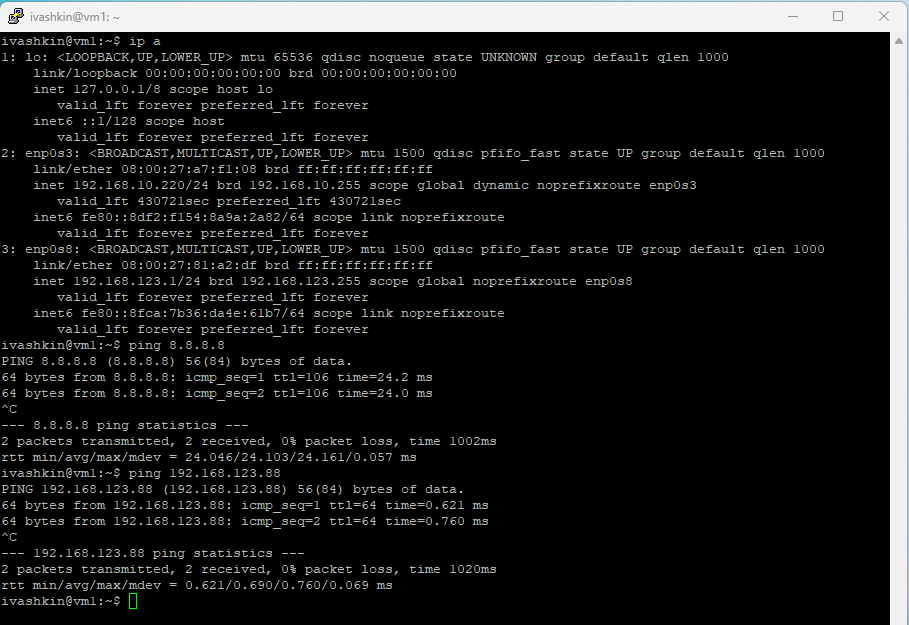 ivashkin@vm1: ~
ivashkin@vm1:~$ ip a
1: lo: <LOOPBACK,UP,LOWER_UP> mtu 65536 qdisc noqueue state UNKNOWN group default qlen 1000
    link/loopback 00:00:00:00:00:00 brd 00:00:00:00:00:00
    inet 127.0.0.1/8 scope host lo
       valid_lft forever preferred_lft forever
    inet6 ::1/128 scope host
       valid_lft forever preferred_lft forever
2: enp0s3: <BROADCAST,MULTICAST,UP,LOWER_UP> mtu 1500 qdisc pfifo_fast state UP group default qlen 1000
    link/ether 08:00:27:a7:f1:08 brd ff:ff:ff:ff:ff:ff
    inet 192.168.10.220/24 brd 192.168.10.255 scope global dynamic noprefixroute enp0s3
       valid_lft 430721sec preferred_lft 430721sec
    inet6 fe80::8df2:f154:8a9a:2a82/64 scope link noprefixroute
       valid_lft forever preferred_lft forever
3: enp0s8: <BROADCAST,MULTICAST,UP,LOWER_UP> mtu 1500 qdisc pfifo_fast state UP group default qlen 1000
    link/ether 08:00:27:81:a2:df brd ff:ff:ff:ff:ff:ff
    inet 192.168.123.1/24 brd 192.168.123.255 scope global noprefixroute enp0s8
       valid_lft forever preferred_lft forever
    inet6 fe80::8fca:7b36:da4e:61b7/64 scope link noprefixroute
       valid_lft forever preferred_lft forever
ivashkin@vm1:~$ ping 8.8.8.8
PING 8.8.8.8 (8.8.8.8) 56(84) bytes of data.
64 bytes from 8.8.8.8: icmp_seq=1 ttl=106 time=24.2 ms
64 bytes from 8.8.8.8: icmp_seq=2 ttl=106 time=24.0 ms
^C
--- 8.8.8.8 ping statistics ---
2 packets transmitted, 2 received, 0% packet loss, time 1002ms
rtt min/avg/max/mdev = 24.046/24.103/24.161/0.057 ms
ivashkin@vm1:~$ ping 192.168.123.88
PING 192.168.123.88 (192.168.123.88) 56(84) bytes of data.
64 bytes from 192.168.123.88: icmp_seq=1 ttl=64 time=0.621 ms
64 bytes from 192.168.123.88: icmp_seq=2 ttl=64 time=0.760 ms
^C
--- 192.168.123.88 ping statistics ---
2 packets transmitted, 2 received, 0% packet loss, time 1020ms
rtt min/avg/max/mdev = 0.621/0.690/0.760/0.069 ms
ivashkin@vm1:~$